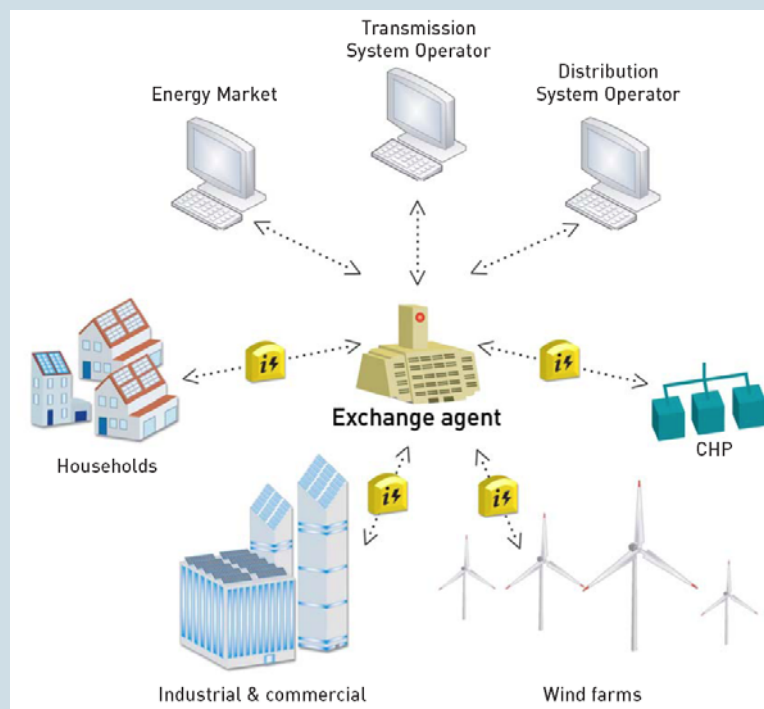 Transmission
System Operator
Energy Market
Distribution
System Operator
i
i
Exchange agent
Households
CHP
i
i
Industrial & commercial
Wind farms